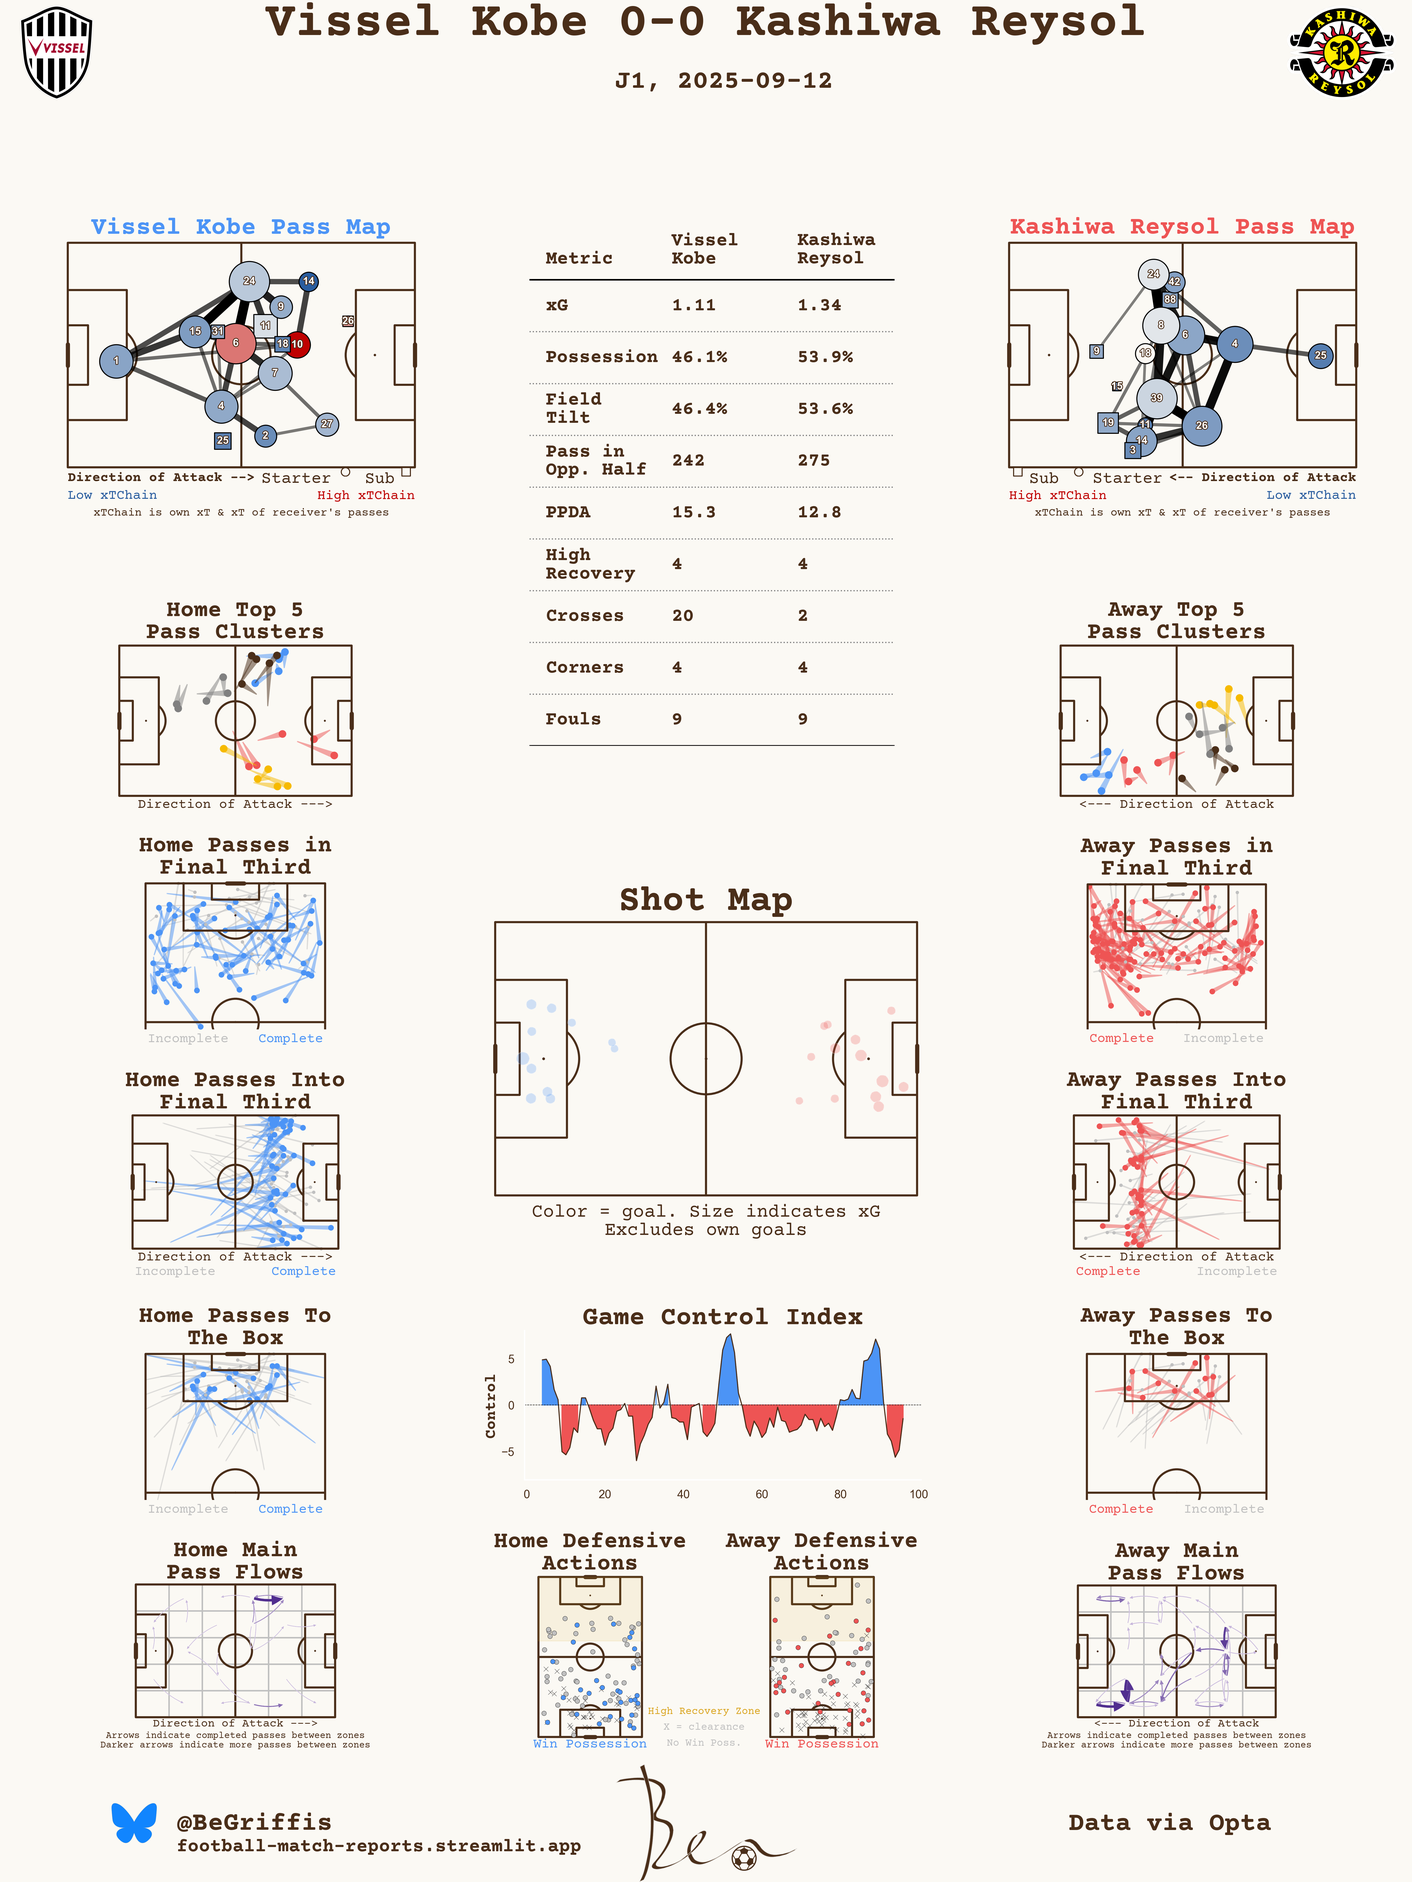 Vissel Kobe 0-0 Kashiwa Reysol
J1, 2025-09-12
VISSEL
KASHIWA
R
REYSOL
Vissel Kobe Pass Map
24
14
9
11
15
31
6
18
10
26
1
7
4
27
2
25
Direction of Attack --> Starter Sub
Low xTChain High xTChain
xTChain is own xT & xT of receiver's passes
Metric Vissel Kobe Kashiwa Reysol
xG 1.11 1.34
Possession 46.1% 53.9%
Field Tilt 46.4% 53.6%
Pass in Opp. Half 242 275
PPDA 15.3 12.8
High Recovery 4 4
Crosses 20 2
Corners 4 4
Fouls 9 9
Kashiwa Reysol Pass Map
24
42
88
8
6
4
9
18
25
15
39
19
11
26
14
3
Sub Starter <-- Direction of Attack
High xTChain Low xTChain
xTChain is own xT & xT of receiver's passes
Home Top 5
Pass Clusters
Direction of Attack --->
Away Top 5
Pass Clusters
<--- Direction of Attack
Home Passes in
Final Third
Incomplete Complete
Away Passes in
Final Third
Complete Incomplete
Shot Map
Color = goal. Size indicates xG
Excludes own goals
Home Passes Into
Final Third
Direction of Attack --->
Incomplete Complete
Away Passes Into
Final Third
<--- Direction of Attack
Complete Incomplete
Home Passes To
The Box
Incomplete Complete
Game Control Index
Control
5
0
−5
0 20 40 60 80 100
Away Passes To
The Box
Complete Incomplete
Home Main
Pass Flows
Direction of Attack --->
Arrows indicate completed passes between zones
Darker arrows indicate more passes between zones
Home Defensive
Actions
Win Possession
High Recovery Zone
X = clearance
No Win Poss.
Away Defensive
Actions
Win Possession
Away Main
Pass Flows
<--- Direction of Attack
Arrows indicate completed passes between zones
Darker arrows indicate more passes between zones
@BeGriffis
football-match-reports.streamlit.app
Ben
Data via Opta